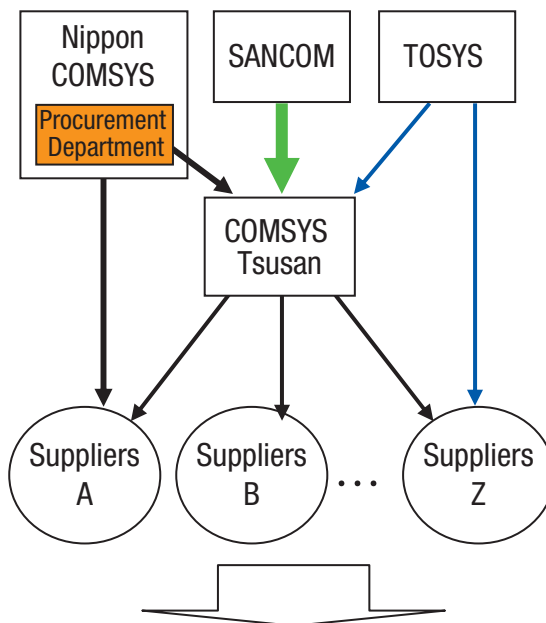 Nippon
COMSYS
Procurement
Department
SANCOM
TOSYS
COMSYS
Tsusan
Suppliers
A
Suppliers
B
...
Suppliers
Z